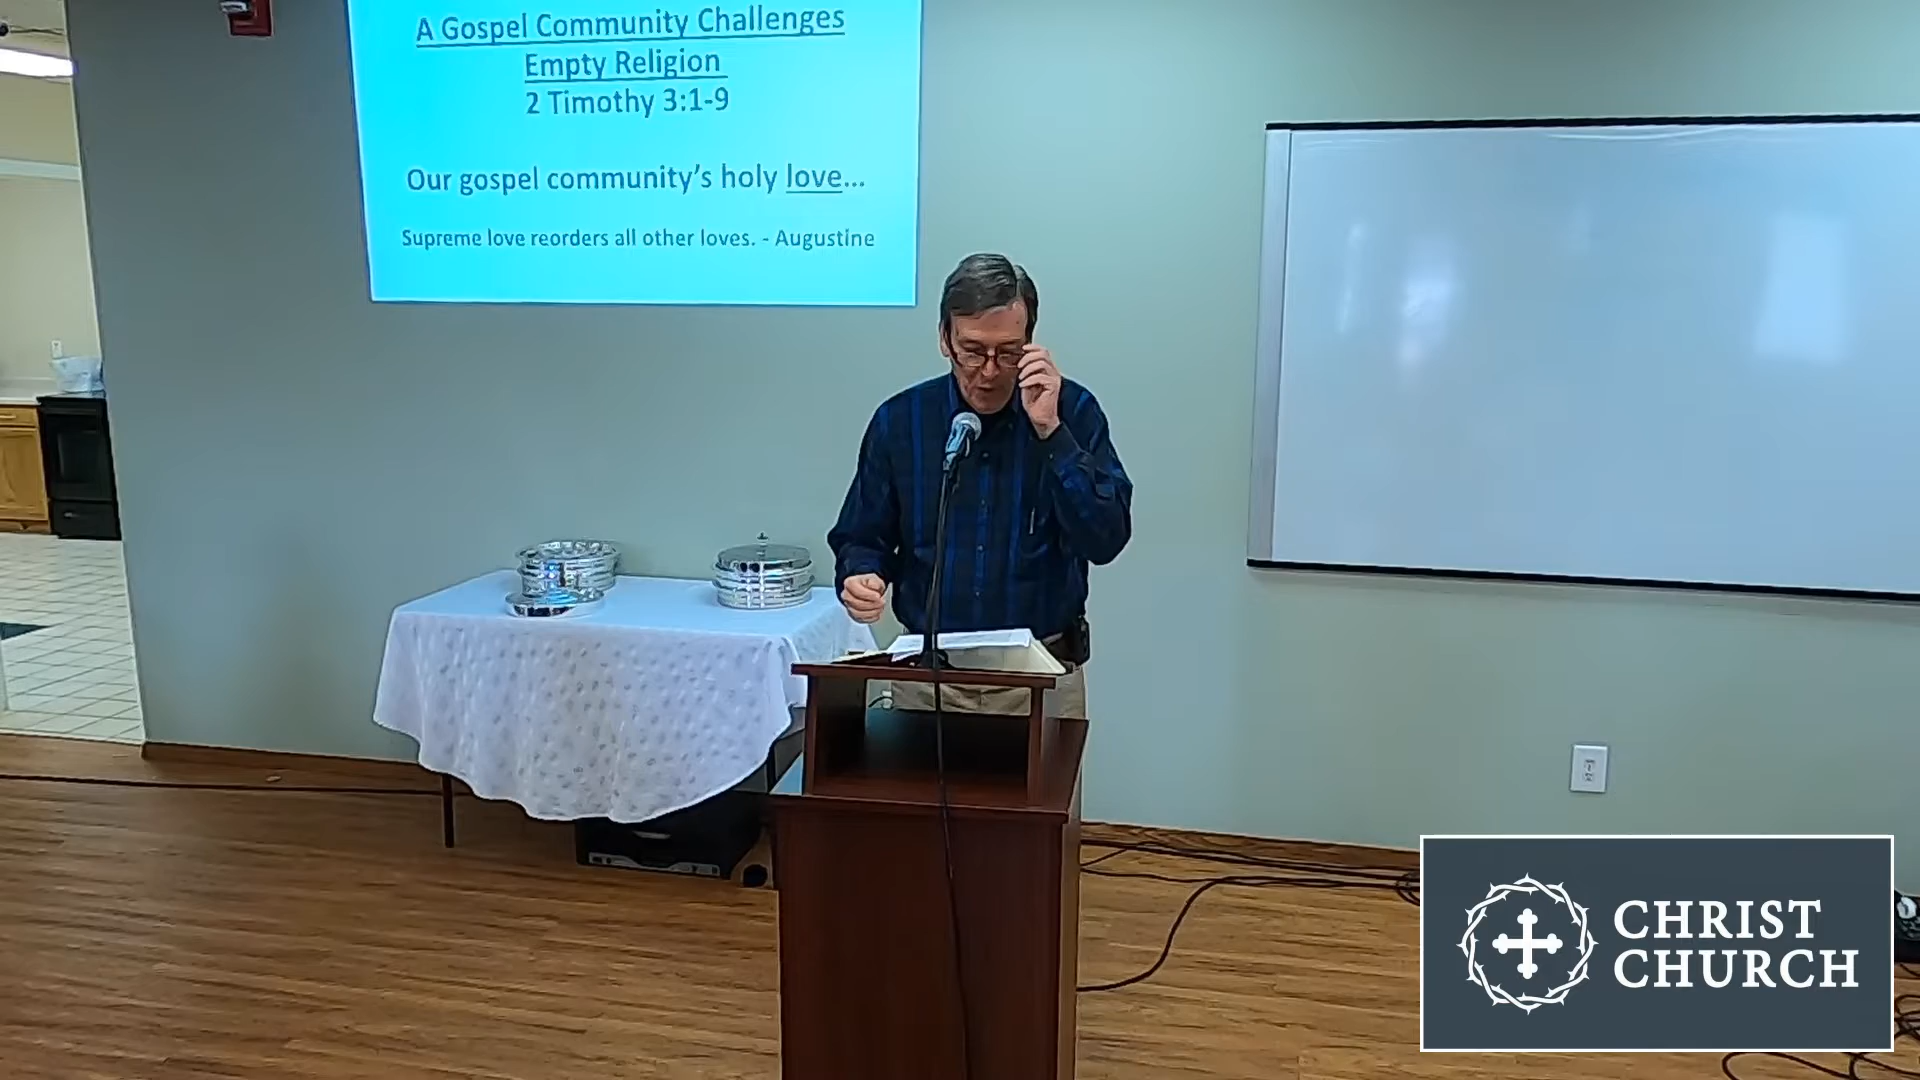 A Gospel Community Challenges
Empty Religion
2 Timothy 3:1-9
Our gospel community's holy love...
Supreme love reorders all other loves. - Augustine
CHRIST
CHURCH